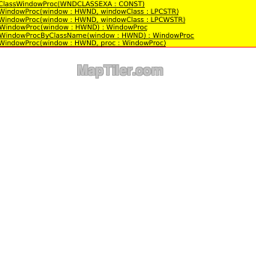 ClassWindowProc(WNDCLASSEXA : CONST)
WindowProc(window : HWND, windowClass : LPCSTR)
WindowProc(window : HWND, windowClass : LPCWSTR)
WindowProc(window : HWND) : WindowProc
WindowProcByClassName(window : HWND) : WindowProc
WindowProc(window : HWND, proc : WindowProc)
MapTiler.com